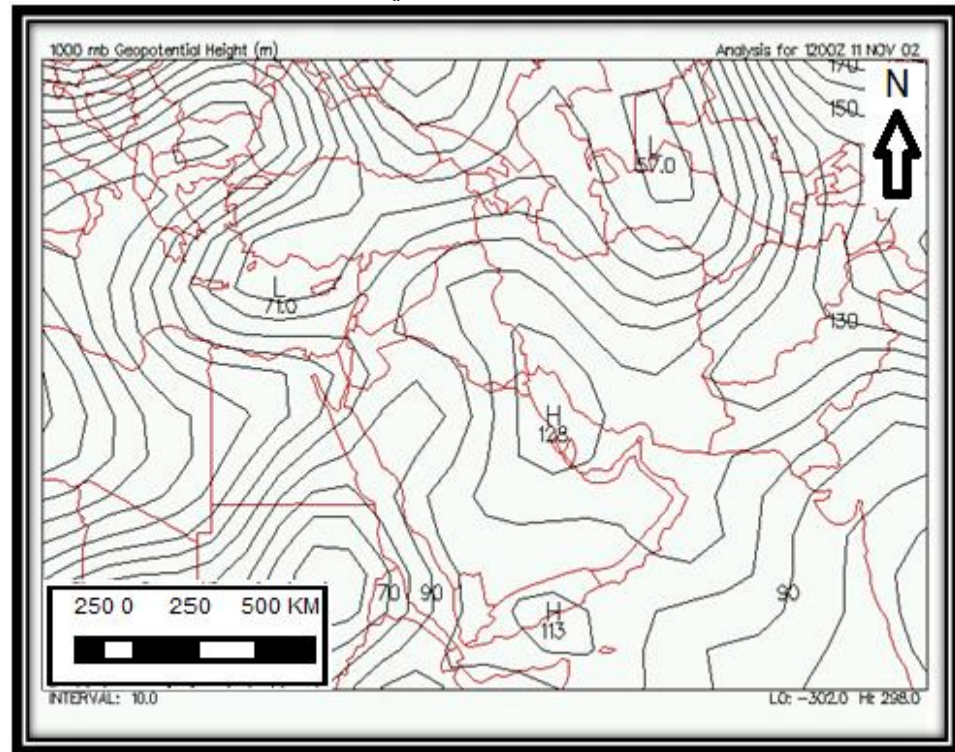 1000 mb Geopotential Height (m)
Analysis for 1200Z 11 NOV 02
170
N
150
L
57.0
L
71.0
130
H
128
70
90
H
113
90
250 0 250 500 KM
INTERVAL: 10.0
LO: -302.0 HI: 298.0